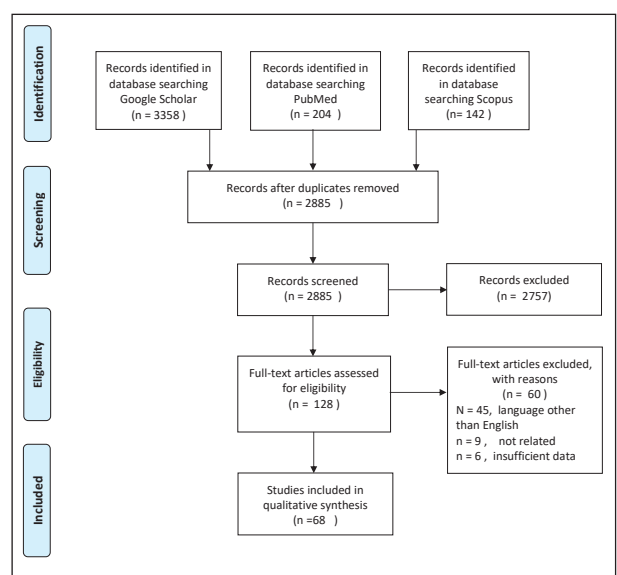 Identification
Records identified in
database searching
Google Scholar
(n = 3358 )
Records identified in
database searching
PubMed
(n = 204 )
Records identified
in database
searching Scopus
(n= 142 )
Screening
Records after duplicates removed
(n = 2885 )
Records screened
(n = 2885 )
Records excluded
(n = 2757)
Eligibility
Full-text articles assessed
for eligibility
(n = 128 )
Full-text articles excluded,
with reasons
(n = 60 )
N = 45, language other
than English
n = 9 , not related
n = 6 , insufficient data
Included
Studies included in
qualitative synthesis
(n =68 )